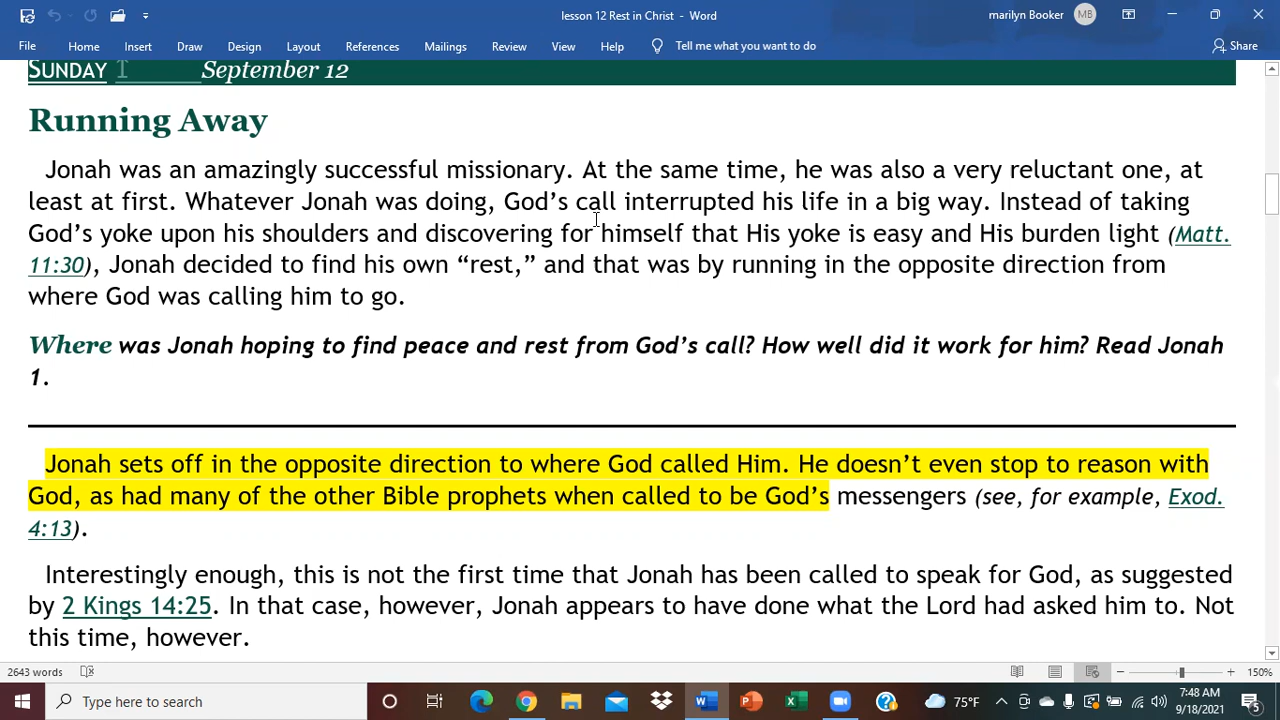 lesson 12 Rest in Christ - Word
marilyn Booker
MB
File Home Insert Draw Design Layout References Mailings Review View Help Tell me what you want to do Share
SUNDAY September 12
Running Away
Jonah was an amazingly successful missionary. At the same time, he was also a very reluctant one, at
least at first. Whatever Jonah was doing, God’s call interrupted his life in a big way. Instead of taking
God’s yoke upon his shoulders and discovering for himself that His yoke is easy and His burden light (Matt.
11:30), Jonah decided to find his own “rest,” and that was by running in the opposite direction from
where God was calling him to go.
Where was Jonah hoping to find peace and rest from God’s call? How well did it work for him? Read Jonah
1.
Jonah sets off in the opposite direction to where God called Him. He doesn’t even stop to reason with
God, as had many of the other Bible prophets when called to be God’s messengers (see, for example, Exod.
4:13).
Interestingly enough, this is not the first time that Jonah has been called to speak for God, as suggested
by 2 Kings 14:25. In that case, however, Jonah appears to have done what the Lord had asked him to. Not
this time, however.
2643 words
150%
Type here to search
75°F
7:48 AM
9/18/2021
5